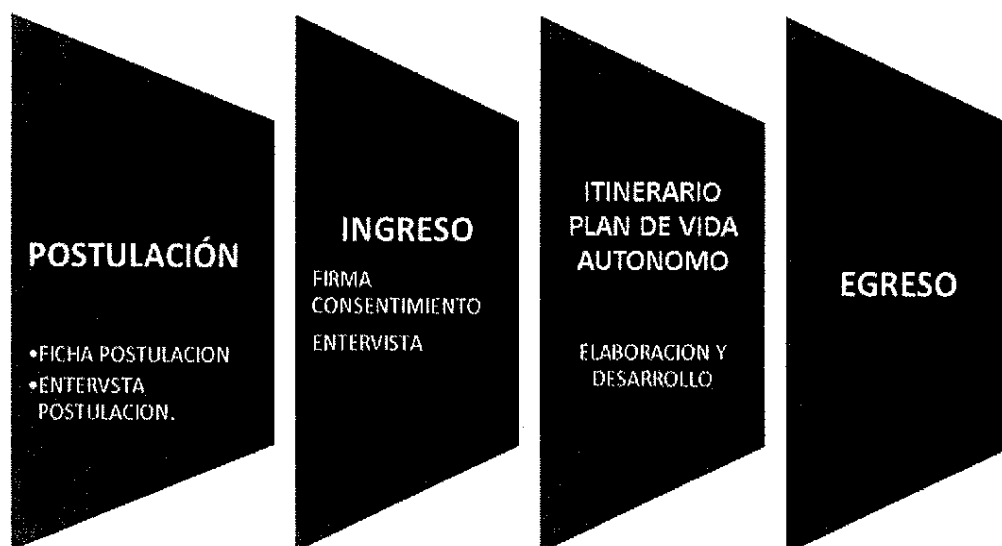 POSTULACIÓN
•FICHA POSTULACION
•ENTERVSTA
POSTULACION.
INGRESO
FIRMA
CONSENTIMIENTO
ENTERVISTA
ITINERARIO
PLAN DE VIDA
AUTONOMO
ELABORACION Y
DESARROLLO
EGRESO